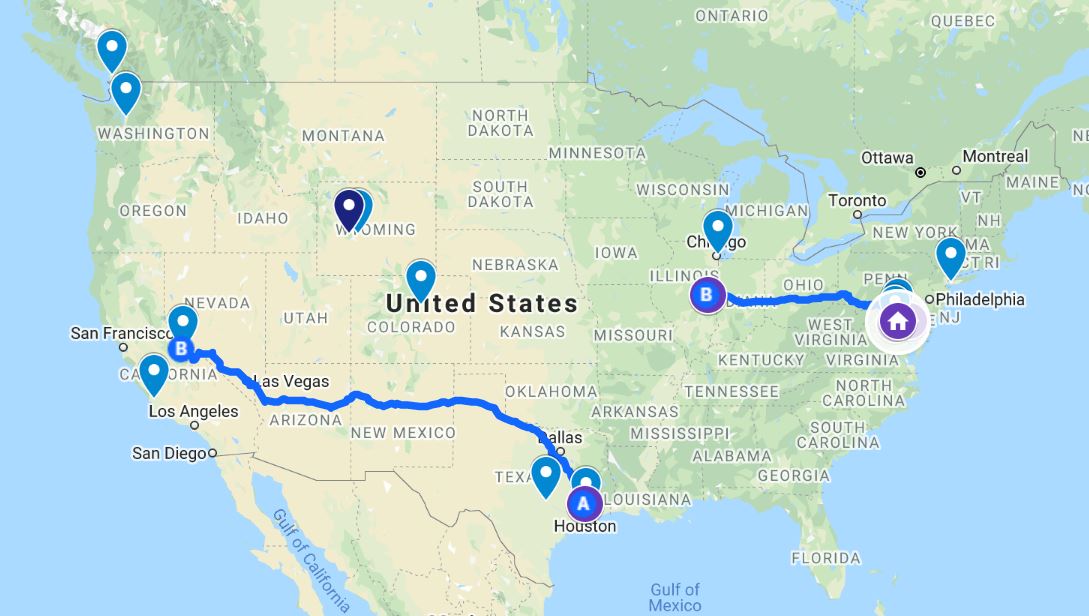 ONTARIO
QUEBEC
WASHINGTON
MONTANA
NORTH
DAKOTA
MINNESOTA
Ottawa
Montreal
MAINE
OREGON
IDAHO
SOUTH
DAKOTA
WISCONSIN
MICHIGAN
Toronto
VT
NH
NEW YORK
MA
CT RI
WYOMING
IOWA
NEBRASKA
ILLINOIS
OHIO
PENN
Philadelphia
NJ
United States
NEVADA
UTAH
COLORADO
KANSAS
MISSOURI
B
WEST
VIRGINIA
VIRGINIA
KENTUCKY
San Francisco
B
Las Vegas
Los Angeles
San Diego
ARIZONA
NEW MEXICO
OKLAHOMA
ARKANSAS
TENNESSEE
NORTH
CAROLINA
SOUTH
CAROLINA
MISSISSIPPI
ALABAMA
GEORGIA
Dallas
LOUISIANA
A
Houston
FLORIDA
Gulf of California
Gulf of
Mexico